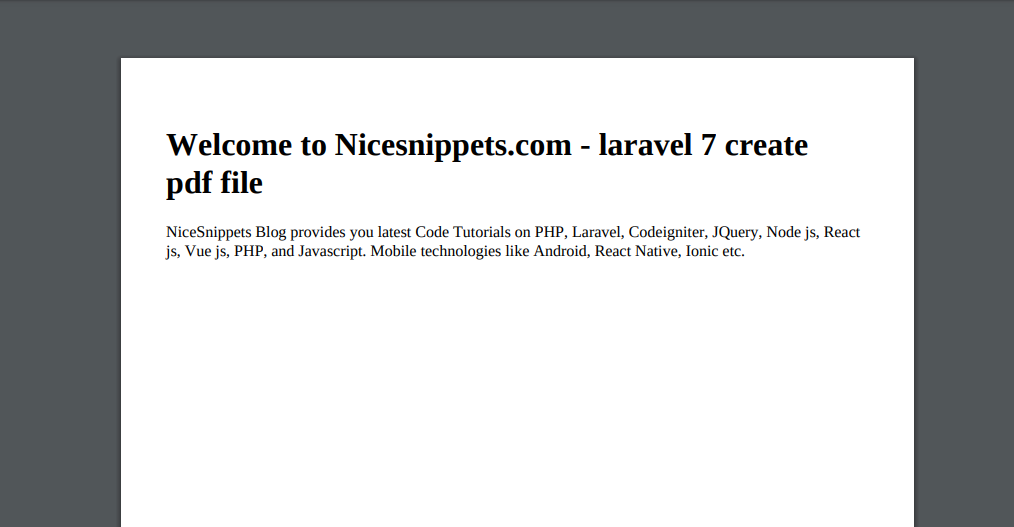 Welcome to Nicesnippets.com - laravel 7 create
pdf file
NiceSnippets Blog provides you latest Code Tutorials on PHP, Laravel, Codeigniter, JQuery, Node js, React
js, Vue js, PHP, and Javascript. Mobile technologies like Android, React Native, Ionic etc.